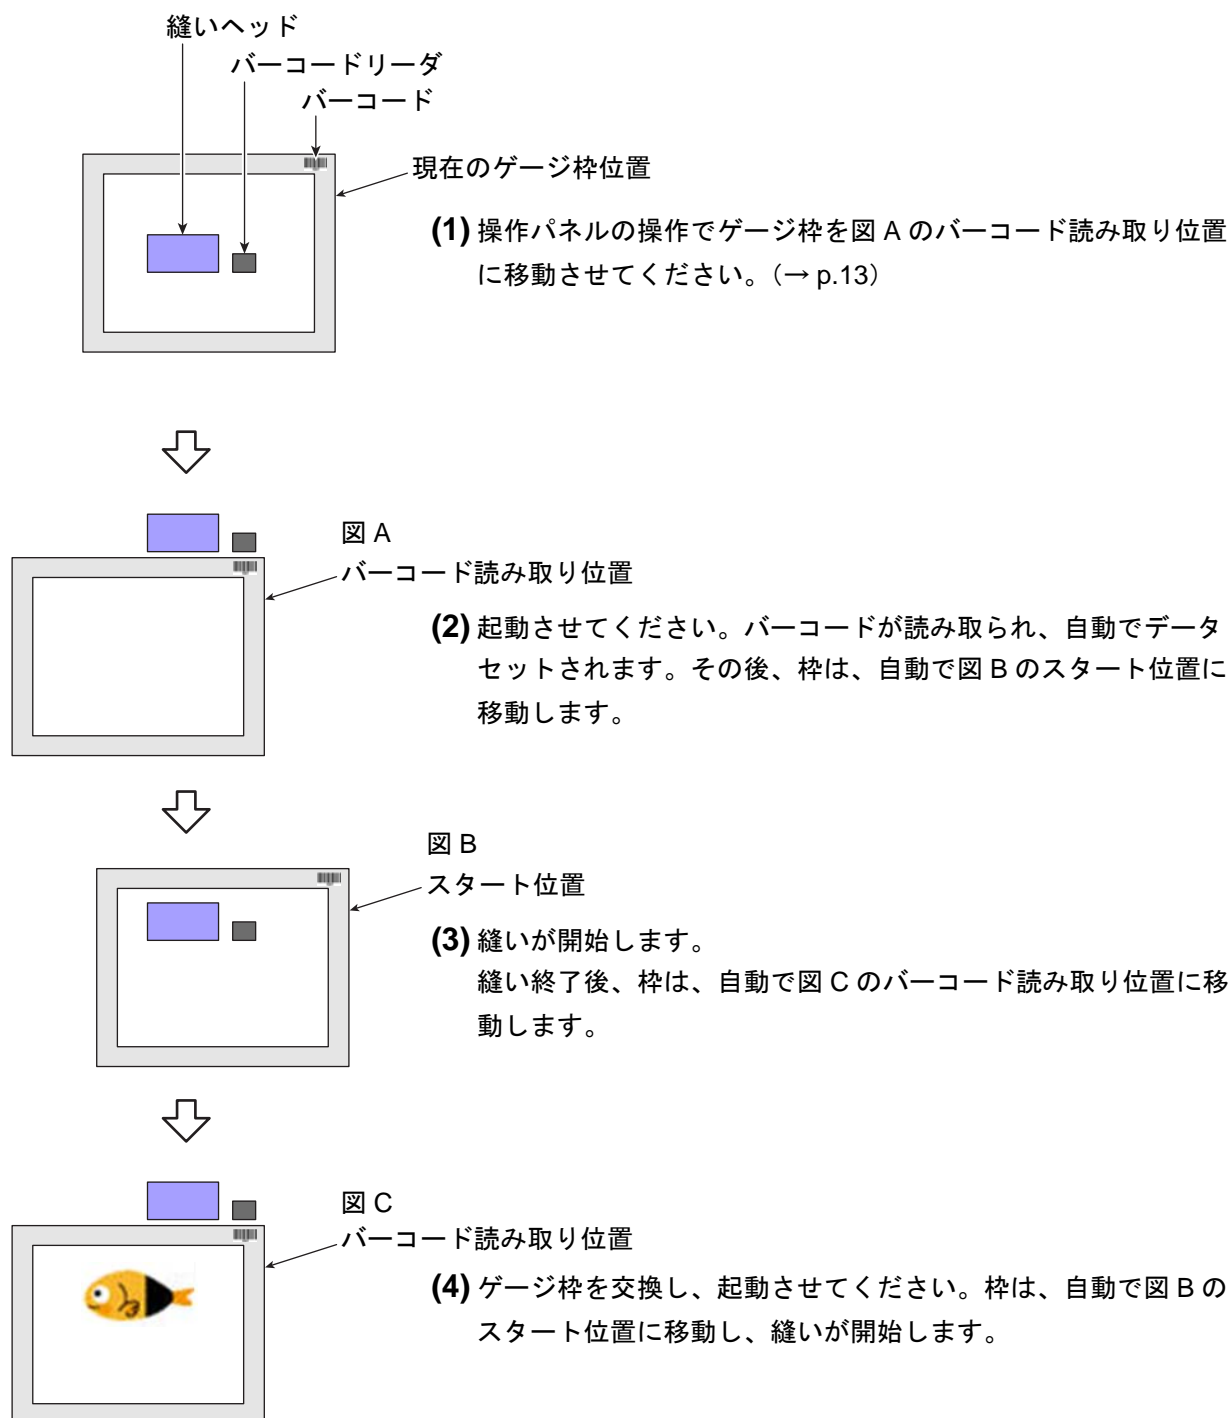 縫いヘッド
バーコードリーダ
バーコード
現在のゲージ枠位置
(1) 操作パネルの操作でゲージ枠を図 A のバーコード読み取り位置
に移動させてください。（→ p.13）
図 A
バーコード読み取り位置
(2) 起動させてください。バーコードが読み取られ、自動でデータ
セットされます。その後、枠は、自動で図 B のスタート位置に
移動します。
図 B
スタート位置
(3) 縫いが開始します。
縫い終了後、枠は、自動で図 C のバーコード読み取り位置に移
動します。
図 C
バーコード読み取り位置
(4) ゲージ枠を交換し、起動させてください。枠は、自動で図 B の
スタート位置に移動し、縫いが開始します。